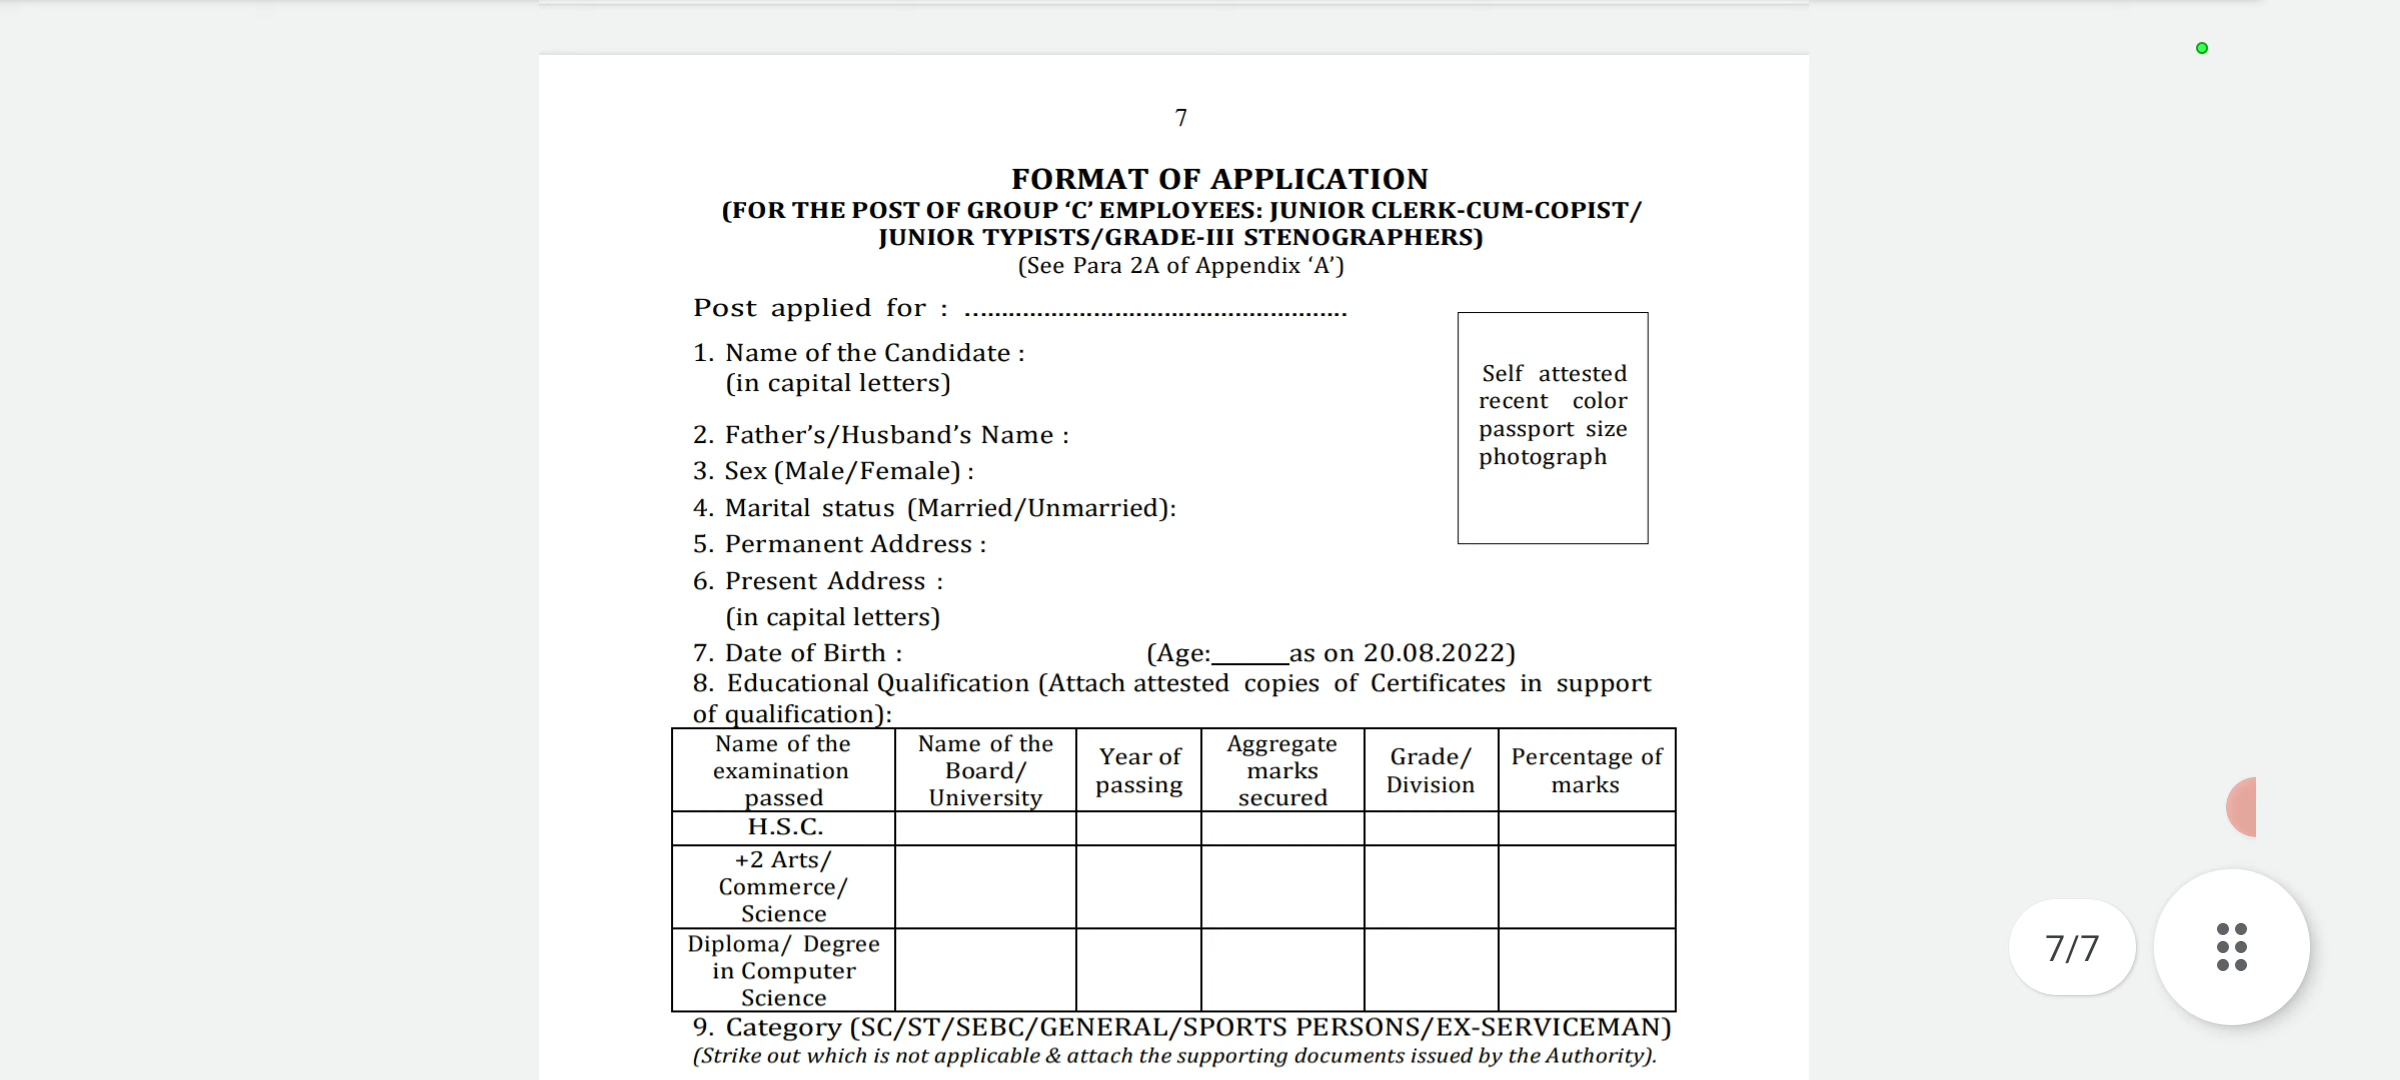 7
FORMAT OF APPLICATION
(FOR THE POST OF GROUP ‘C’ EMPLOYEES: JUNIOR CLERK-CUM-COPIST/
JUNIOR TYPISTS/GRADE-III STENOGRAPHERS)
(See Para 2A of Appendix ‘A’)
Post applied for : ....................................................
1. Name of the Candidate :
(in capital letters)
Self attested
recent color
passport size
photograph
2. Father’s/Husband’s Name :
3. Sex (Male/Female) :
4. Marital status (Married/Unmarried):
5. Permanent Address :
6. Present Address :
(in capital letters)
7. Date of Birth : (Age:______as on 20.08.2022)
8. Educational Qualification (Attach attested copies of Certificates in support
of qualification):
Name of the
examination
passed
Name of the
Board/
University
Year of
passing
Aggregate
marks
secured
Grade/
Division
Percentage of
marks
H.S.C.
+2 Arts/
Commerce/
Science
Diploma/ Degree
in Computer
Science
9. Category (SC/ST/SEBC/GENERAL/SPORTS PERSONS/EX-SERVICEMAN)
(Strike out which is not applicable & attach the supporting documents issued by the Authority).
7/7